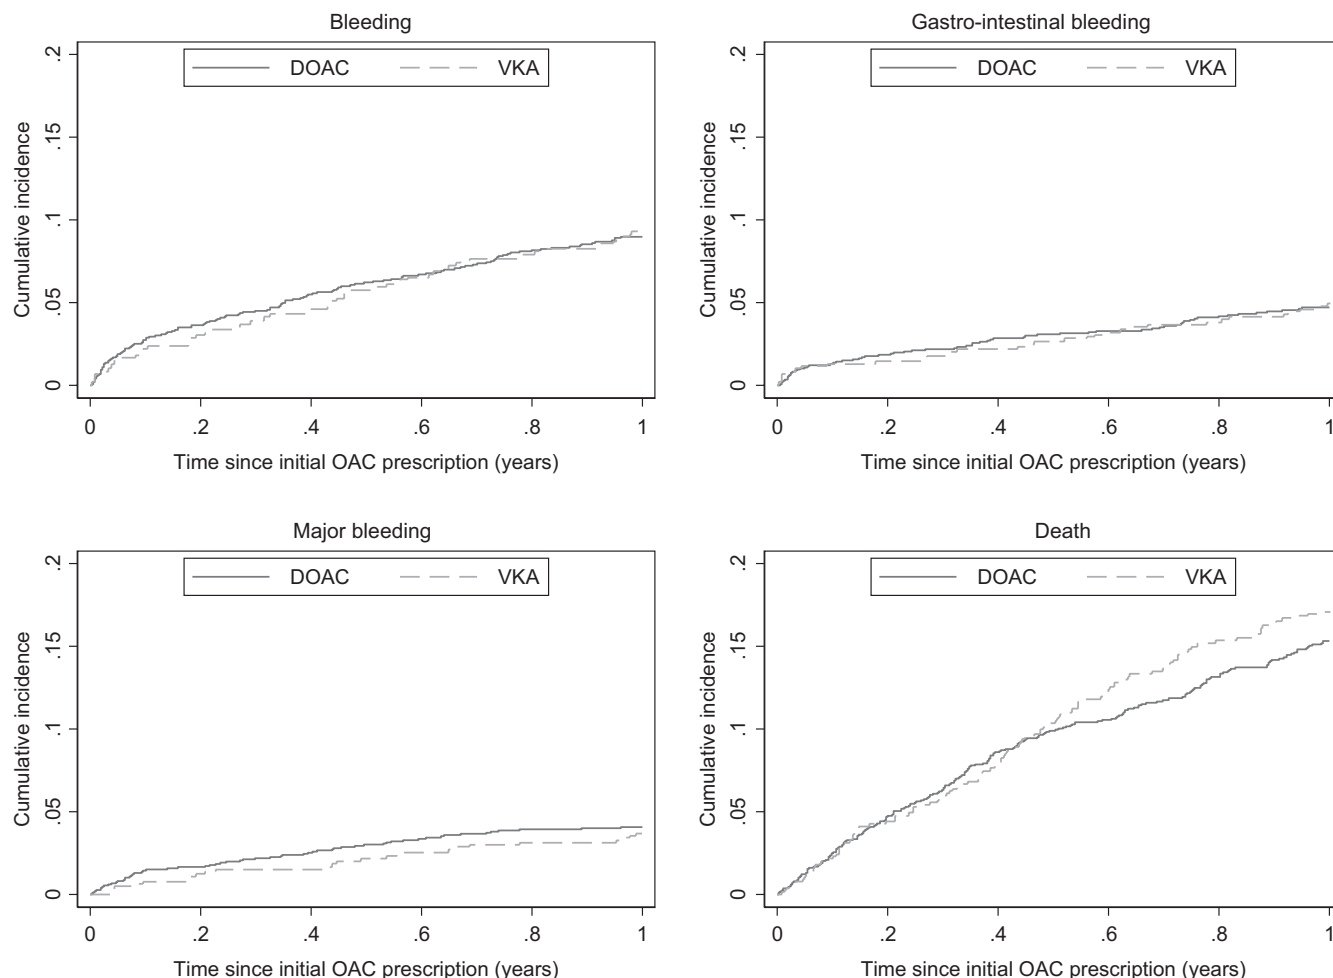 Bleeding
DOAC VKA
Cumulative incidence
.2
.15
.1
.05
0
0 .2 .4 .6 .8 1
Time since initial OAC prescription (years)
Gastro-intestinal bleeding
DOAC VKA
Cumulative incidence
.2
.15
.1
.05
0
0 .2 .4 .6 .8 1
Time since initial OAC prescription (years)
Major bleeding
DOAC VKA
Cumulative incidence
.2
.15
.1
.05
0
0 .2 .4 .6 .8 1
Time since initial OAC prescription (years)
Death
DOAC VKA
Cumulative incidence
.2
.15
.1
.05
0
0 .2 .4 .6 .8 1
Time since initial OAC prescription (years)